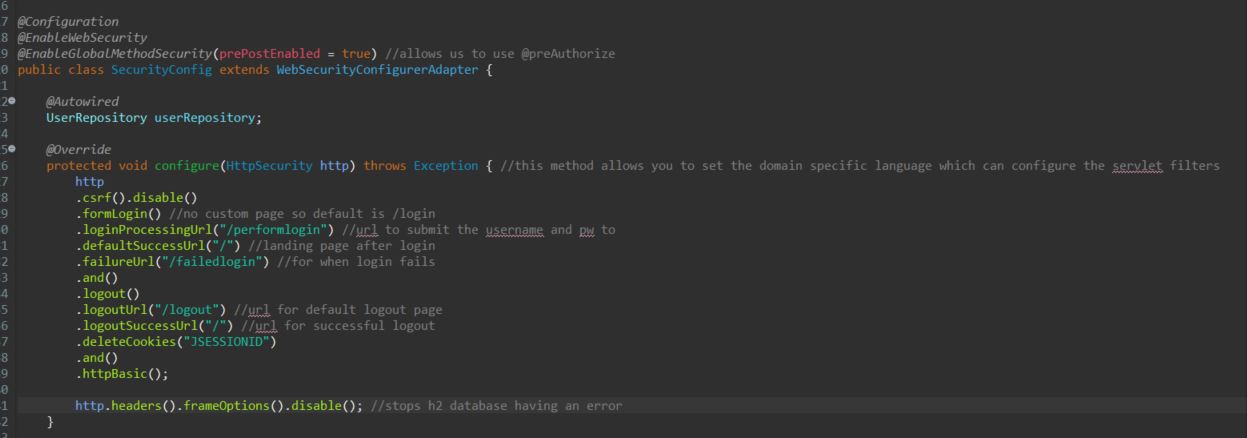 6
7 @Configuration
8 @EnableWebSecurity
9 @EnableGlobalMethodSecurity(prePostEnabled = true) //allows us to use @preAuthorize
0 public class SecurityConfig extends WebSecurityConfigurerAdapter {
1
2 @Autowired
3 UserRepository userRepository;
4
5 @Override
6 protected void configure(HttpSecurity http) throws Exception { //this method allows you to set the domain specific language which can configure the servlet filters
7 http
8 .csrf().disable()
9 .formLogin() //no custom page so default is /login
0 .loginProcessingUrl("/performlogin") //url to submit the username and pw to
1 .defaultSuccessUrl("/") //landing page after login
2 .failureUrl("/failedlogin") //for when login fails
3 .and()
4 .logout()
5 .logoutUrl("/logout") //url for default logout page
6 .logoutSuccessUrl("/") //url for successful logout
7 .deleteCookies("JSESSIONID")
8 .and()
9 .httpBasic();
0
1 http.headers().frameOptions().disable(); //stops h2 database having an error
2 }
3